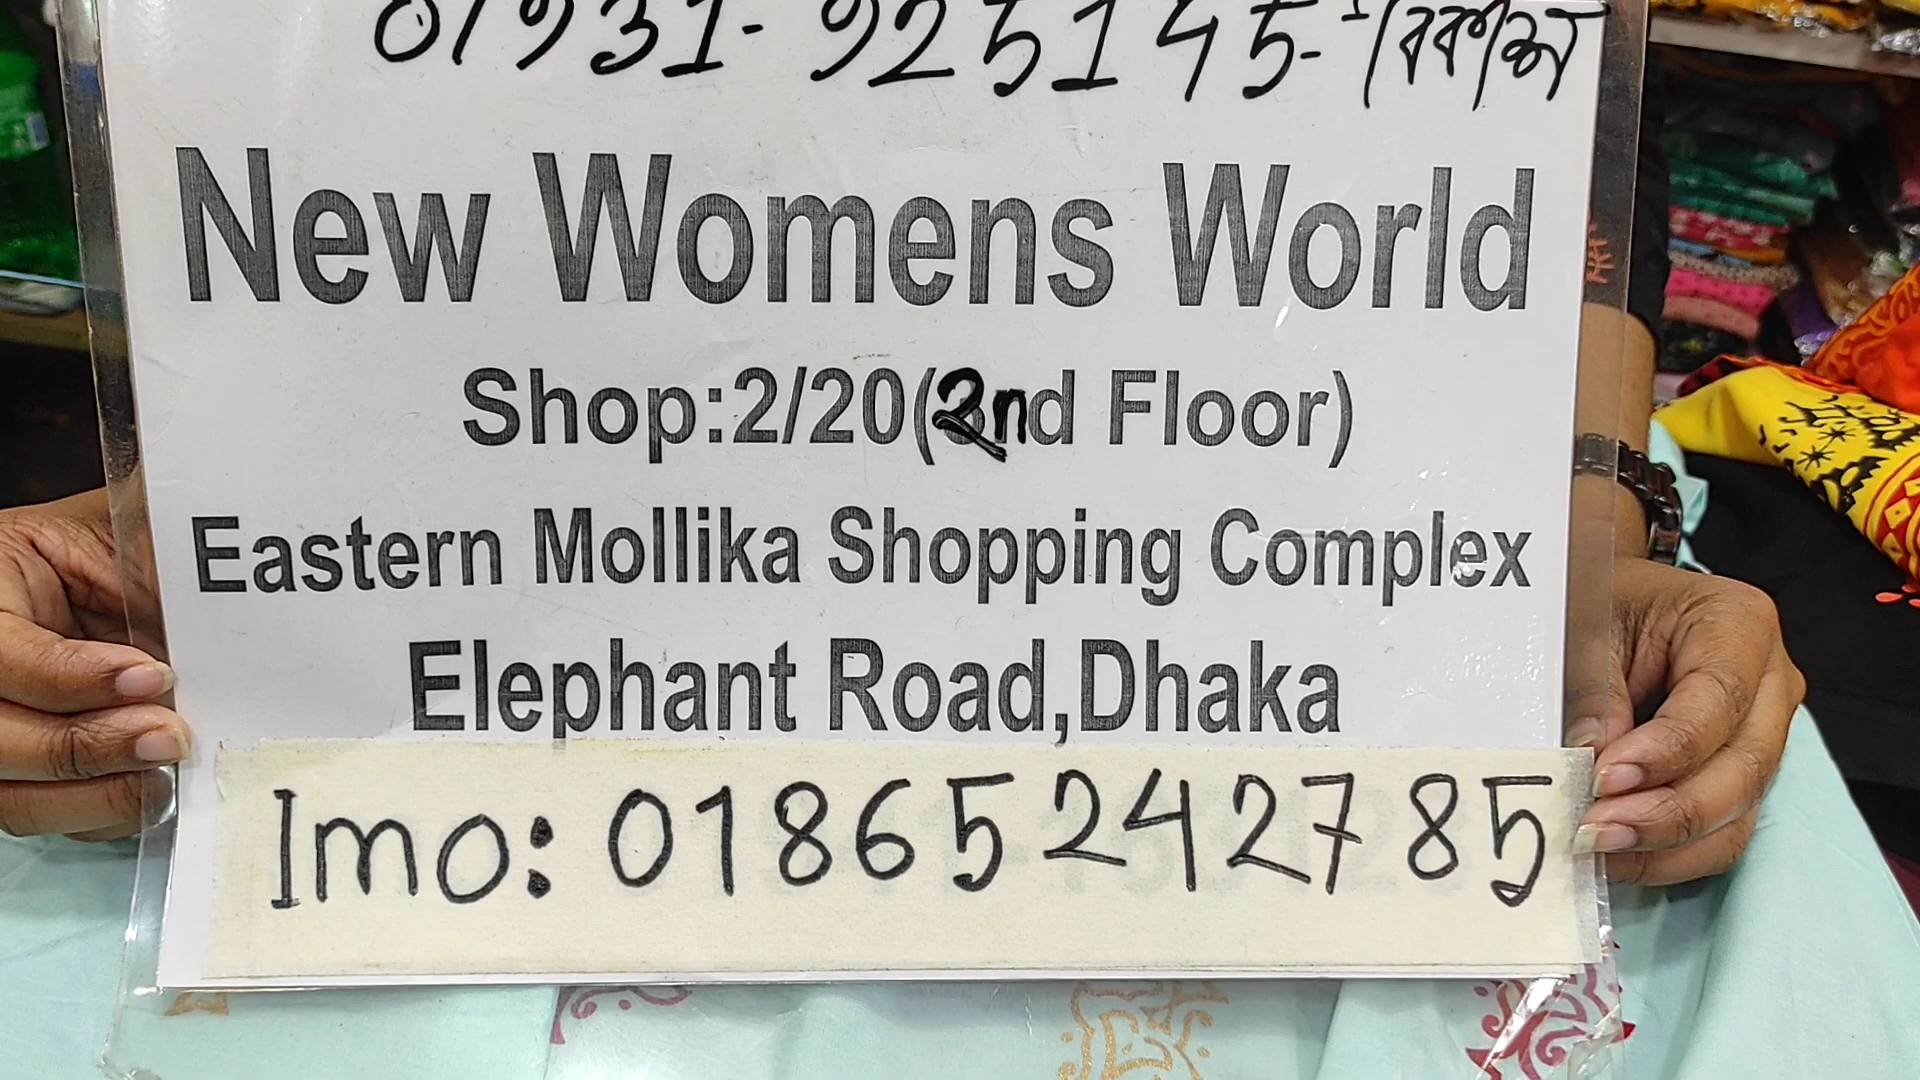 01931-925145-বিকাশ
New Womens World
Shop:2/20(2nd Floor)
Eastern Mollika Shopping Complex
Elephant Road,Dhaka
Imo: 01865242785